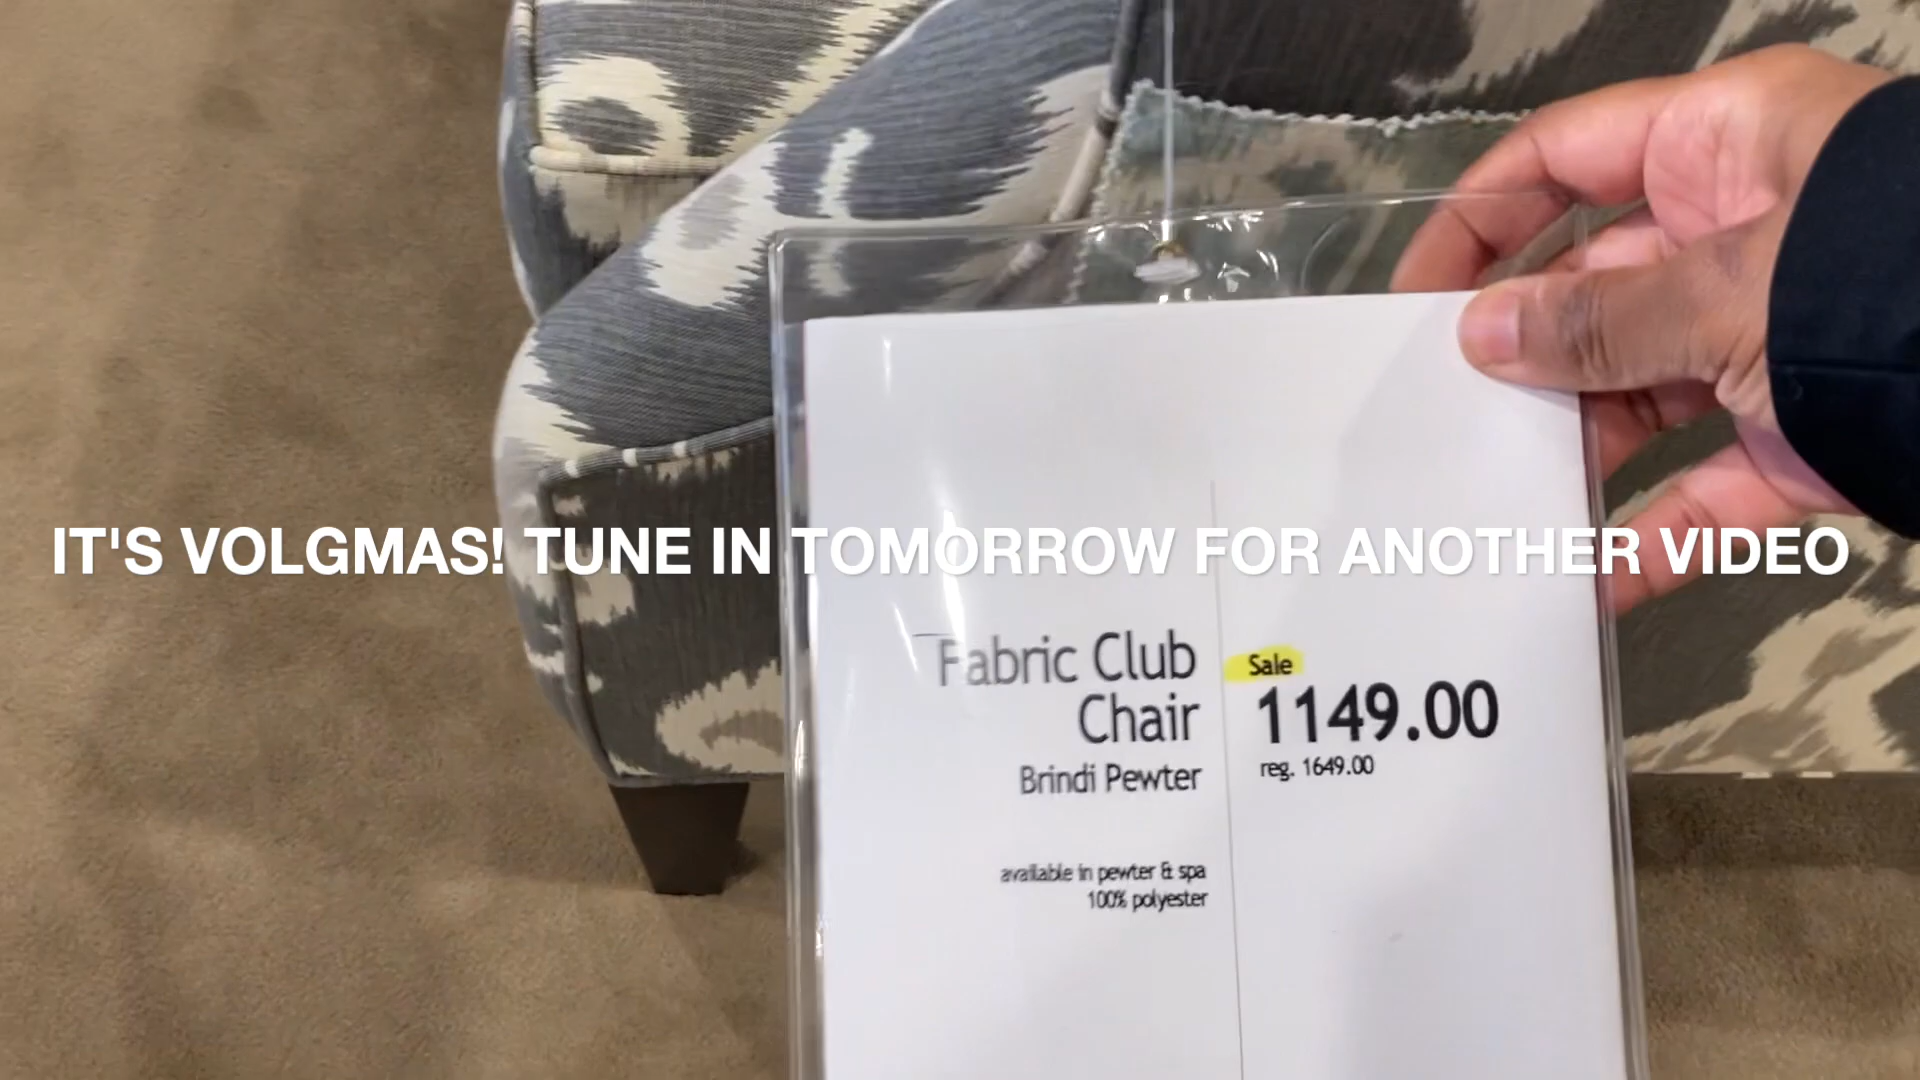 IT'S VOLGMAS! TUNE IN TOMORROW FOR ANOTHER VIDEO
Fabric Club
Chair
Brindi Pewter
available in pewter & spa
100% polyester
Sale
1149.00
reg. 1649.00